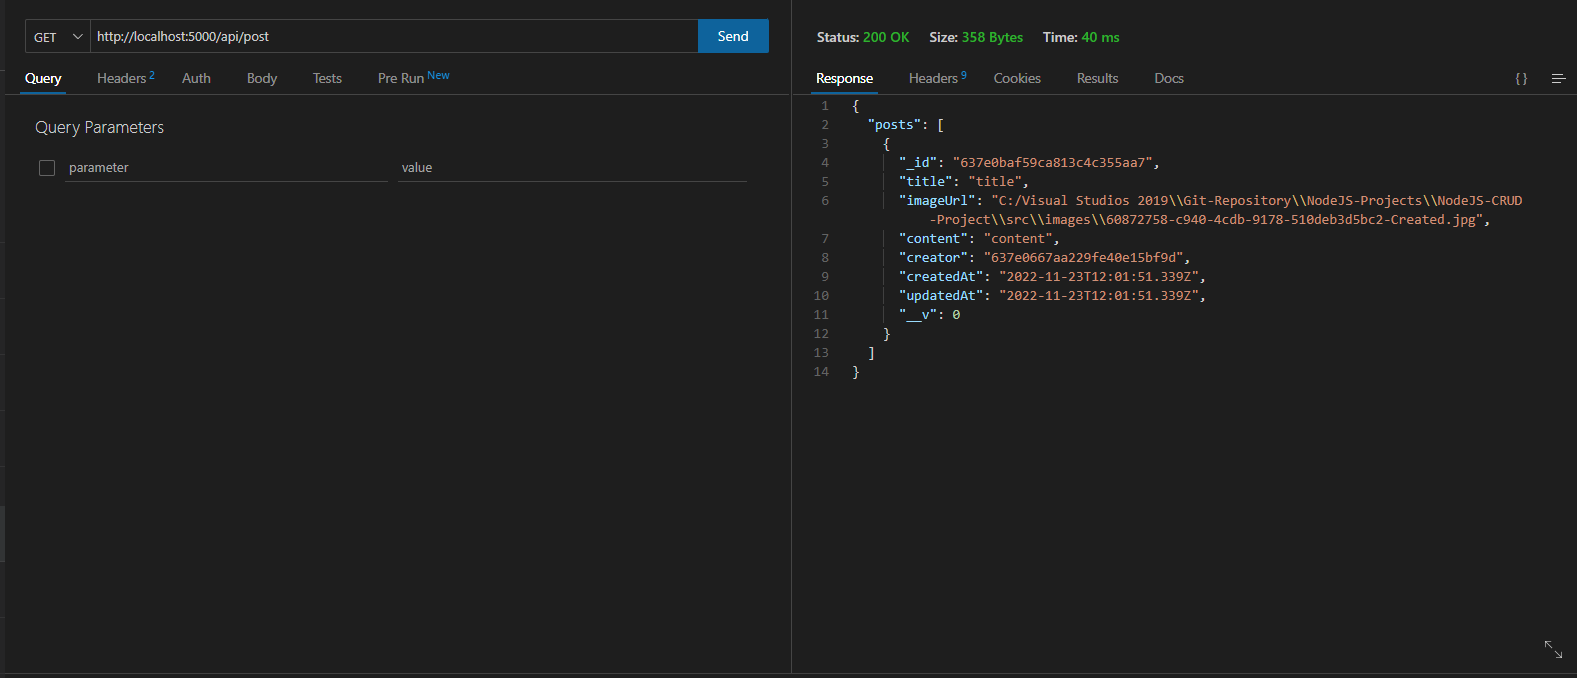 GET http://localhost:5000/api/post Send
Query Headers 2 Auth Body Tests Pre Run New
Query Parameters
parameter value
Status: 200 OK Size: 358 Bytes Time: 40 ms
Response Headers 9 Cookies Results Docs {}
1 {
2 "posts": [
3 {
4 "_id": "637e0baf59ca813c4c355aa7",
5 "title": "title",
6 "imageUrl": "C:/Visual Studios 2019\\Git-Repository\\NodeJS-Projects\\NodeJS-CRUD
-Project\\src\\images\\60872758-c940-4cdb-9178-510deb3d5bc2-Created.jpg",
7 "content": "content",
8 "creator": "637e0667aa229fe40e15bf9d",
9 "createdAt": "2022-11-23T12:01:51.339Z",
10 "updatedAt": "2022-11-23T12:01:51.339Z",
11 "__v": 0
12 }
13 ]
14 }